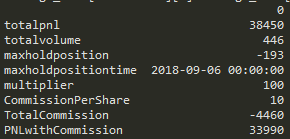 0
totalpnl 38450
totalvolume 446
maxholdposition -193
maxholdpositiontime 2018-09-06 00:00:00
multiplier 100
CommissionPerShare 10
TotalCommission -4460
PNLwithCommission 33990